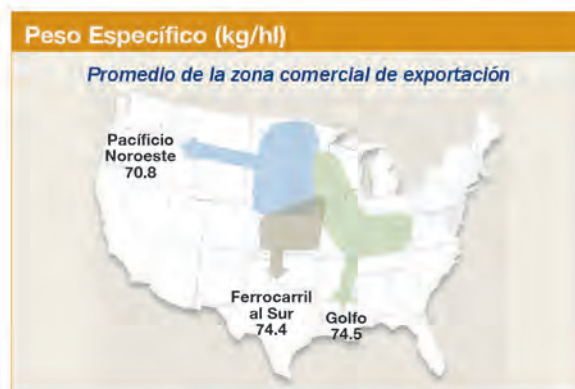 Peso Específico (kg/hl)
Promedio de la zona comercial de exportación
Pacíficio
Noroeste
70.8
Ferrocarril
al Sur
74.4
Golfo
74.5